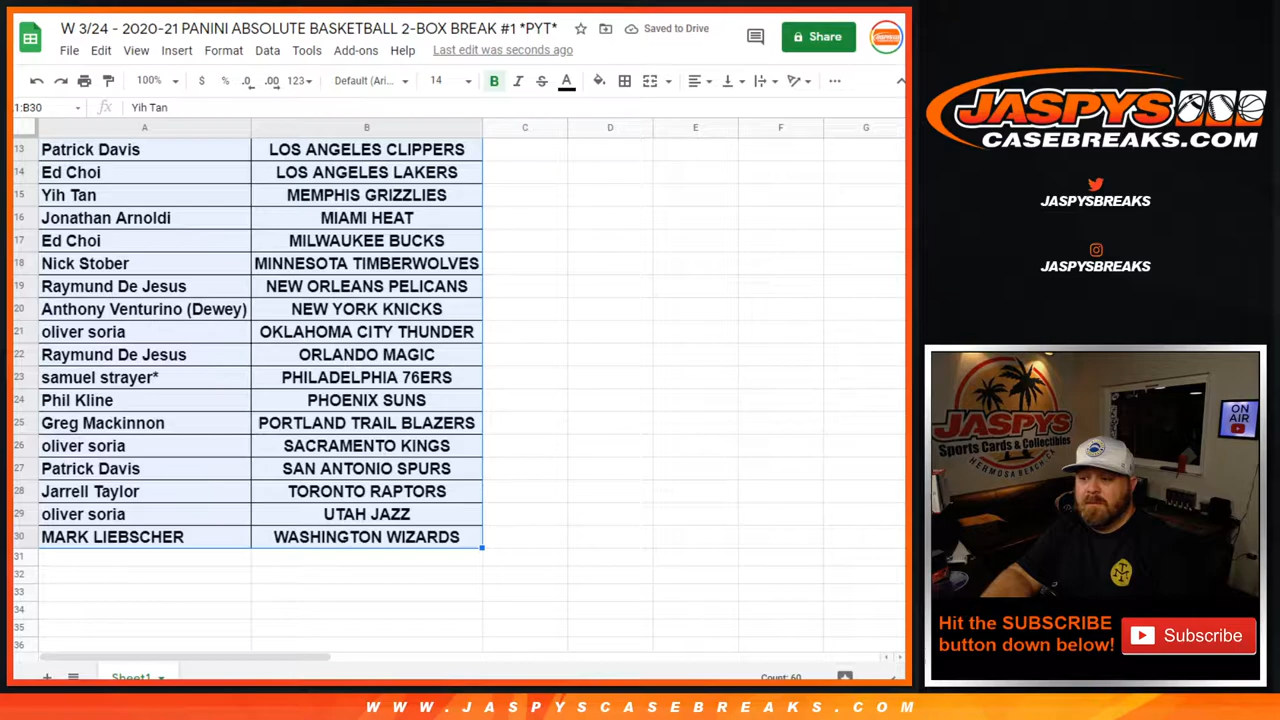 W 3/24 - 2020-21 PANINI ABSOLUTE BASKETBALL 2-BOX BREAK #1 *PYT*
Saved to Drive
Share
File Edit View Insert Format Data Tools Add-ons Help Last edit was seconds ago
100% $ % .0 .00 123 Default (Ari... 14 B I S A
1:B30 fx Yih Tan
A B C D E F G
13 Patrick Davis LOS ANGELES CLIPPERS
14 Ed Choi LOS ANGELES LAKERS
15 Yih Tan MEMPHIS GRIZZLIES
16 Jonathan Arnoldi MIAMI HEAT
17 Ed Choi MILWAUKEE BUCKS
18 Nick Stober MINNESOTA TIMBERWOLVES
19 Raymund De Jesus NEW ORLEANS PELICANS
20 Anthony Venturino (Dewey) NEW YORK KNICKS
21 oliver soria OKLAHOMA CITY THUNDER
22 Raymund De Jesus ORLANDO MAGIC
23 samuel strayer* PHILADELPHIA 76ERS
24 Phil Kline PHOENIX SUNS
25 Greg Mackinnon PORTLAND TRAIL BLAZERS
26 oliver soria SACRAMENTO KINGS
27 Patrick Davis SAN ANTONIO SPURS
28 Jarrell Taylor TORONTO RAPTORS
29 oliver soria UTAH JAZZ
30 MARK LIEBSCHER WASHINGTON WIZARDS
31
32
33
34
35
36
Sheet1
Count: 60
JASPYS
CASEBREAKS.COM
JASPYSBREAKS
JASPYSBREAKS
JASPYS
Sports Cards & Collectibles
HERMOSA BEACH, CA
ON AIR
Hit the SUBSCRIBE
button down below!
Subscribe
WWW.JASPYSCASEBREAKS.COM